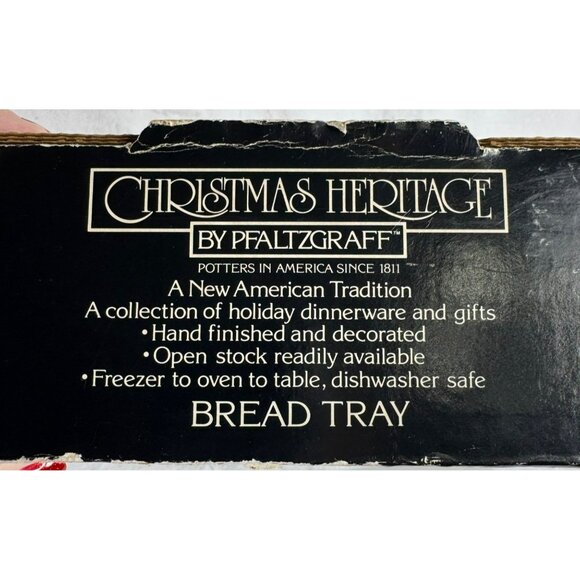 CHRISTMAS HERITAGE
BY PFALTZGRAFF™
POTTERS IN AMERICA SINCE 1811
A New American Tradition
A collection of holiday dinnerware and gifts
•Hand finished and decorated
•Open stock readily available
•Freezer to oven to table, dishwasher safe
BREAD TRAY